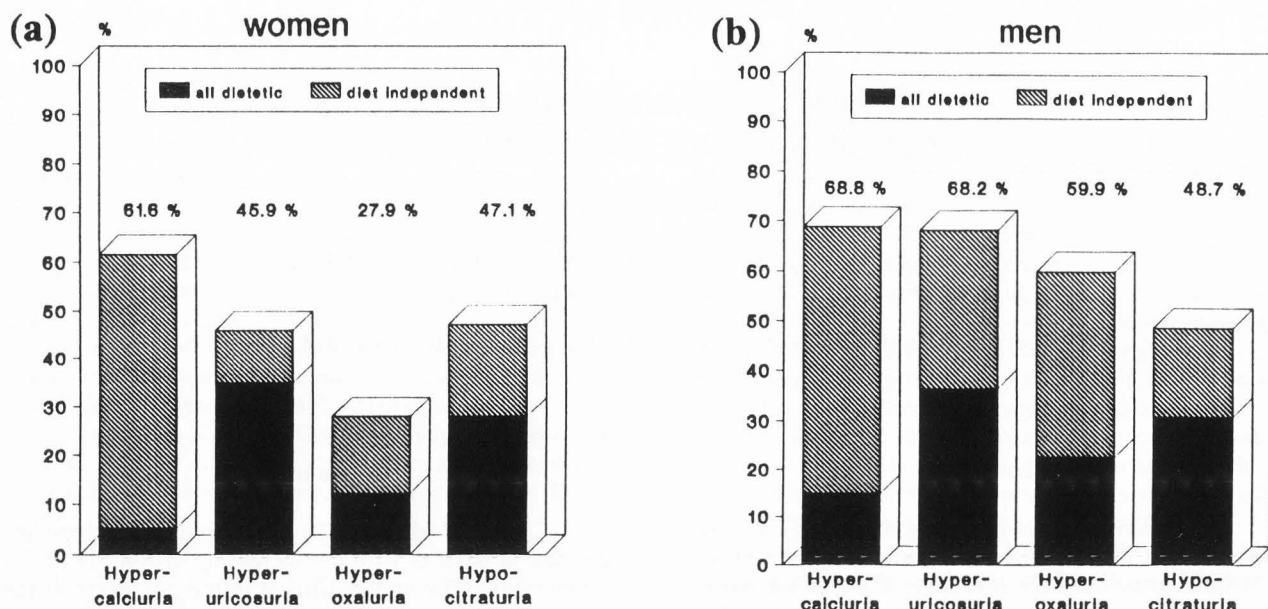 (a)
women
%
100
90
80
70
60
50
40
30
20
10
0
all dietetic
diet independent
61.6 %
45.9 %
27.9 %
47.1 %
Hyper-
calciuria
Hyper-
uricosuria
Hyper-
oxaluria
Hypo-
citraturia
(b)
men
%
100
90
80
70
60
50
40
30
20
10
0
all dietetic
diet independent
68.8 %
68.2 %
59.9 %
48.7 %
Hyper-
calciuria
Hyper-
uricosuria
Hyper-
oxaluria
Hypo-
citraturia